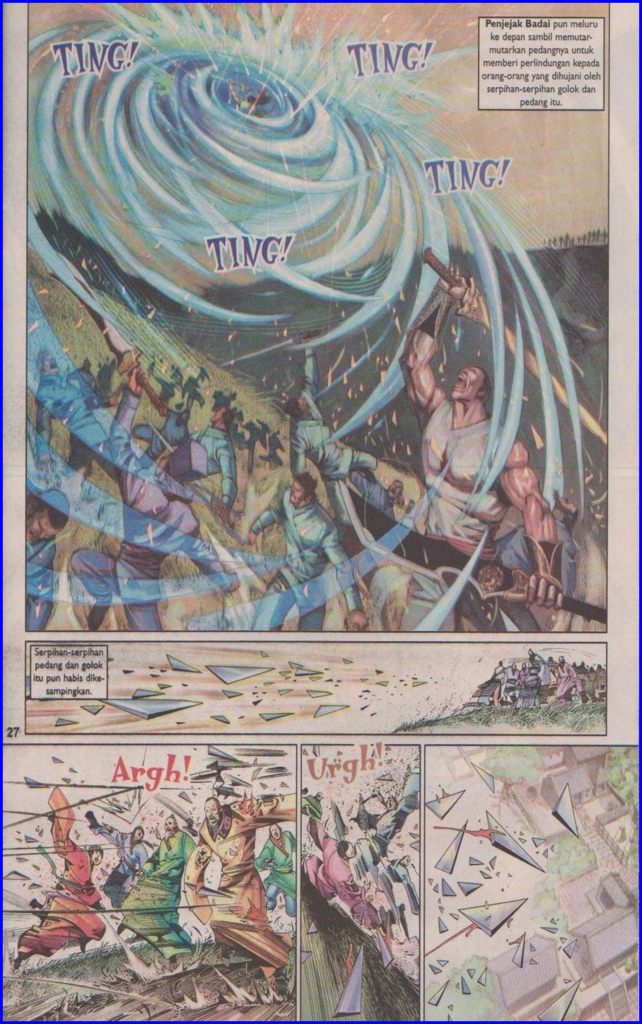 Penjejak Badai pun meluru
ke depan sambil memutar-
mutarkan pedangnya untuk
memberi perlindungan kepada
orang-orang yang dihujani oleh
serpihan-serpihan golok dan
pedang itu.
TING!
TING!
TING!
TING!
Serpihan-serpihan
pedang dan golok
itu pun habis dike-
sampingkan.
27
Argh!
Urgh!